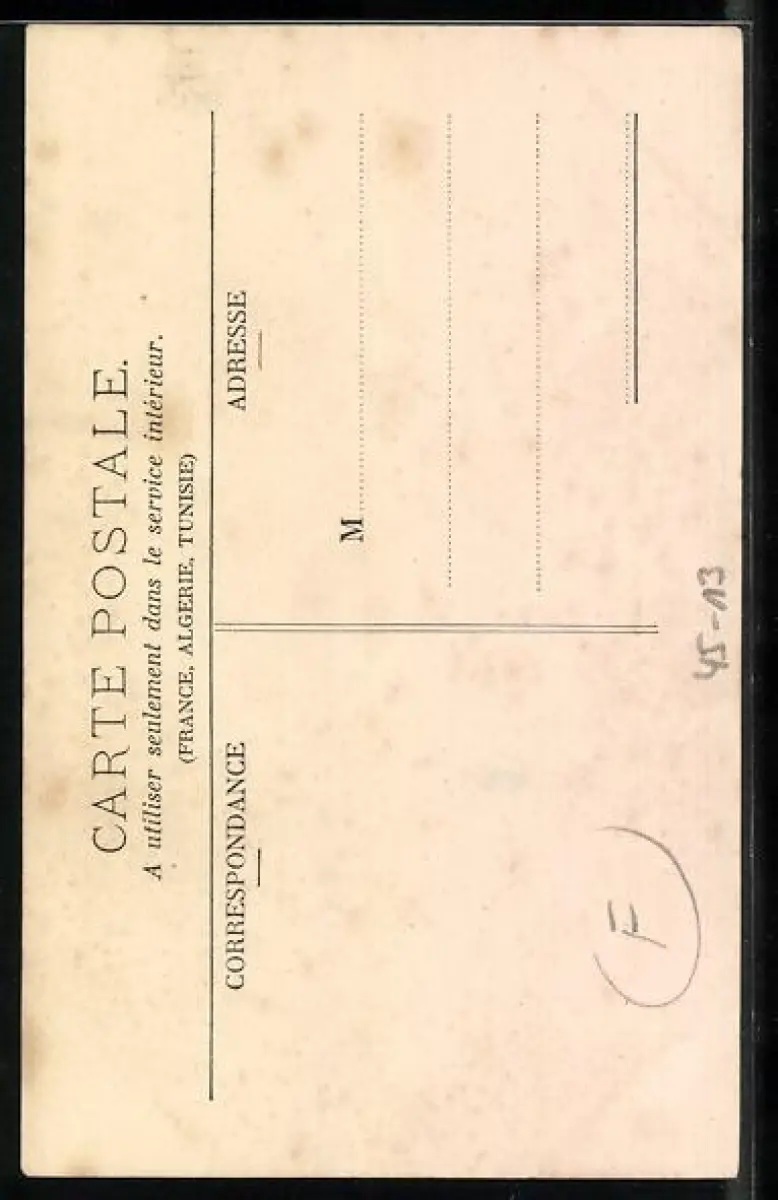 CARTE POSTALE.
A utiliser seulement dans le service intérieur.
(FRANCE, ALGERIE, TUNISIE)
CORRESPONDANCE
ADRESSE
M
F
45-13